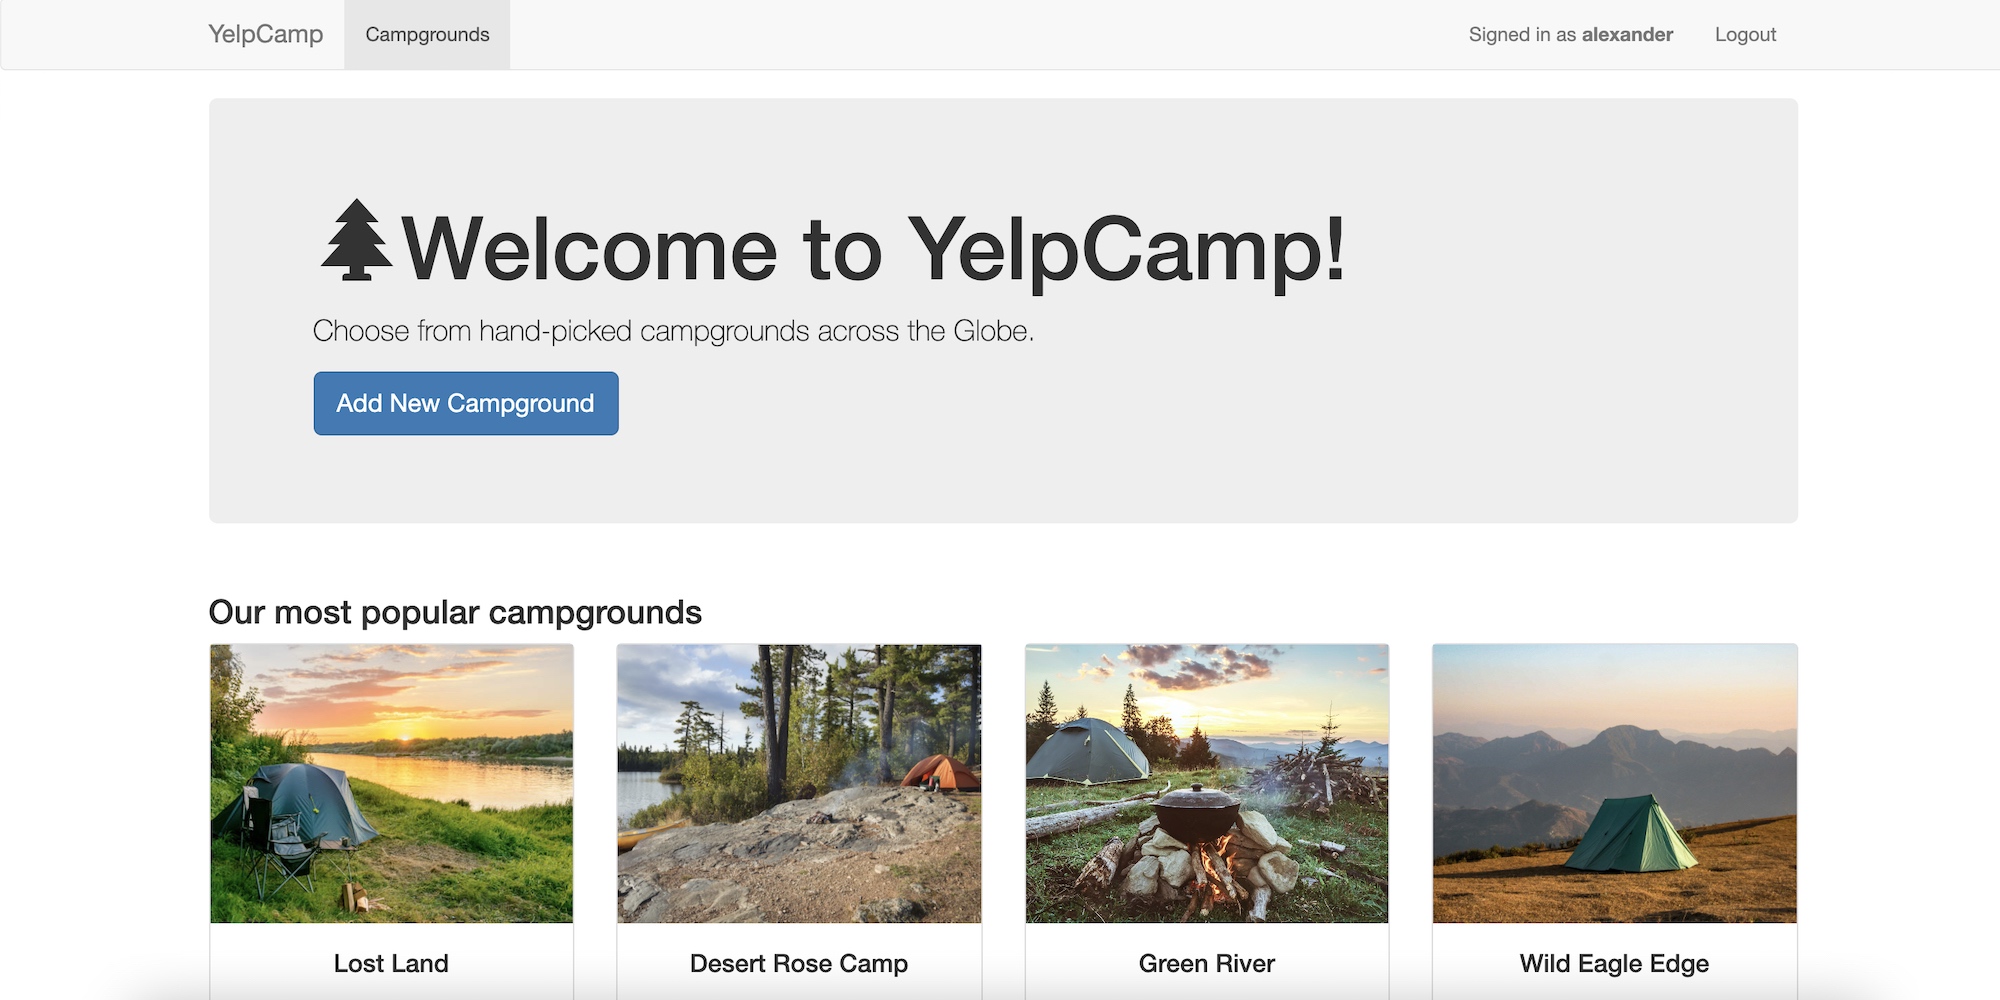 YelpCamp Campgrounds Signed in as alexander Logout
Welcome to YelpCamp!
Choose from hand-picked campgrounds across the Globe.
Add New Campground
Our most popular campgrounds
Lost Land
Desert Rose Camp
Green River
Wild Eagle Edge